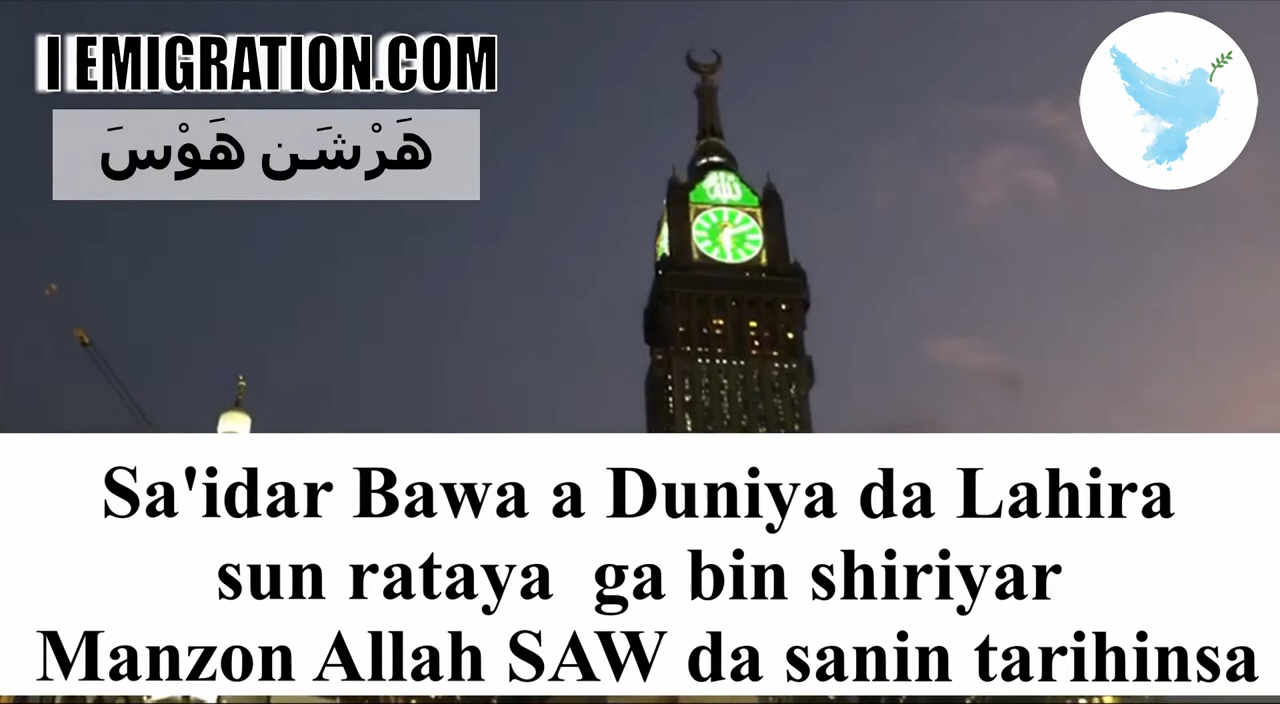 I EMIGRATION.COM
هَرْشَن هَوْسَ
الله
Sa'idar Bawa a Duniya da Lahira
sun rataya ga bin shiriyar
Manzon Allah SAW da sanin tarihinsa